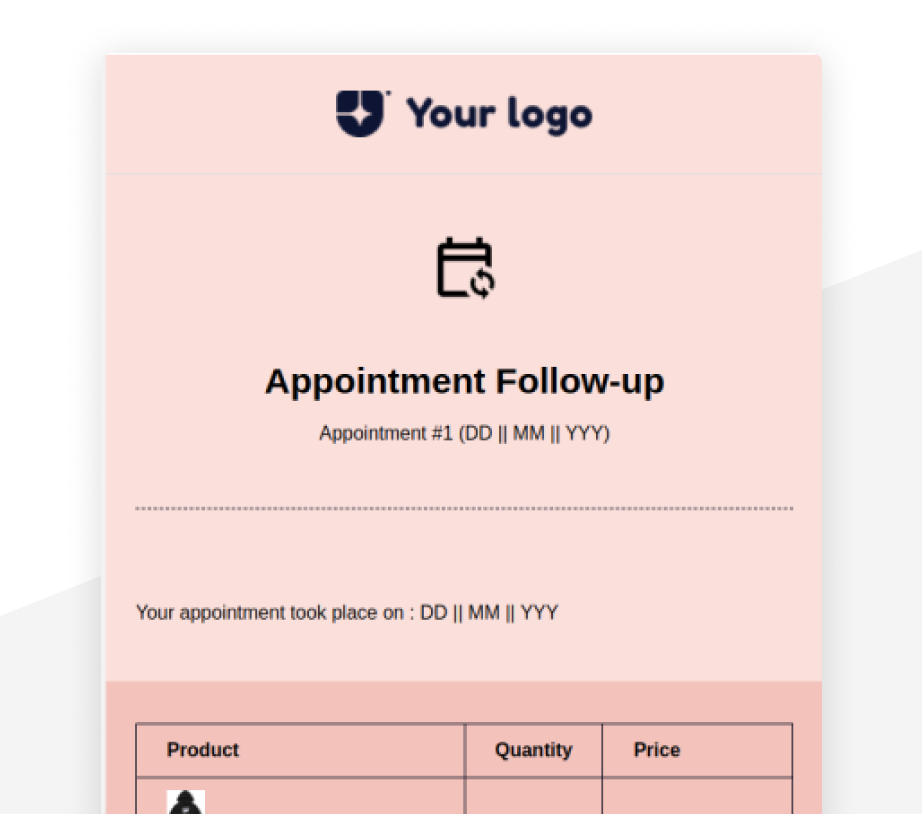 Your logo
Appointment Follow-up
Appointment #1 (DD || MM || YYY)
Your appointment took place on : DD || MM || YYY
Product Quantity Price